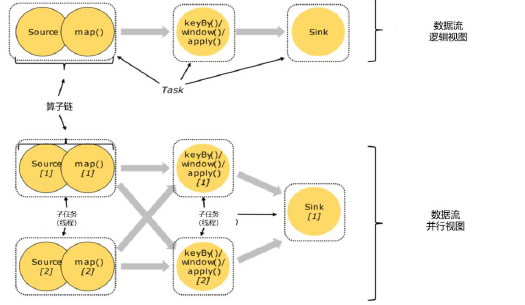 Source map()
keyBy()/
window()/
apply()
Sink
数据流
逻辑视图
Task
算子链
Source
[1]
map()
[1]
keyBy()/
window()/
apply()
[1]
子任务
(线程)
子任务
(线程)
)
Sink
[1]
数据流
并行视图
Source
[2]
map()
[2]
keyBy()/
window()/
apply()
[2]